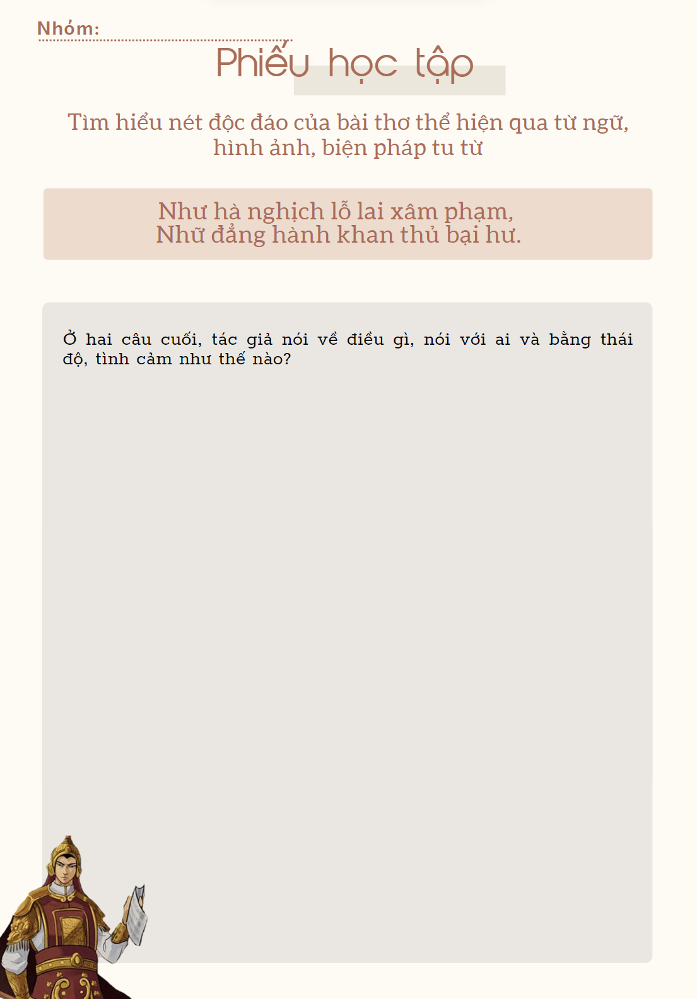 Nhóm:
Phiếu học tập
Tìm hiểu nét độc đáo của bài thơ thể hiện qua từ ngữ,
hình ảnh, biện pháp tu từ
Như hà nghịch lỗ lai xâm phạm,
Nhữ đẳng hành khan thủ bại hư.
Ở hai câu cuối, tác giả nói về điều gì, nói với ai và bằng thái
độ, tình cảm như thế nào?